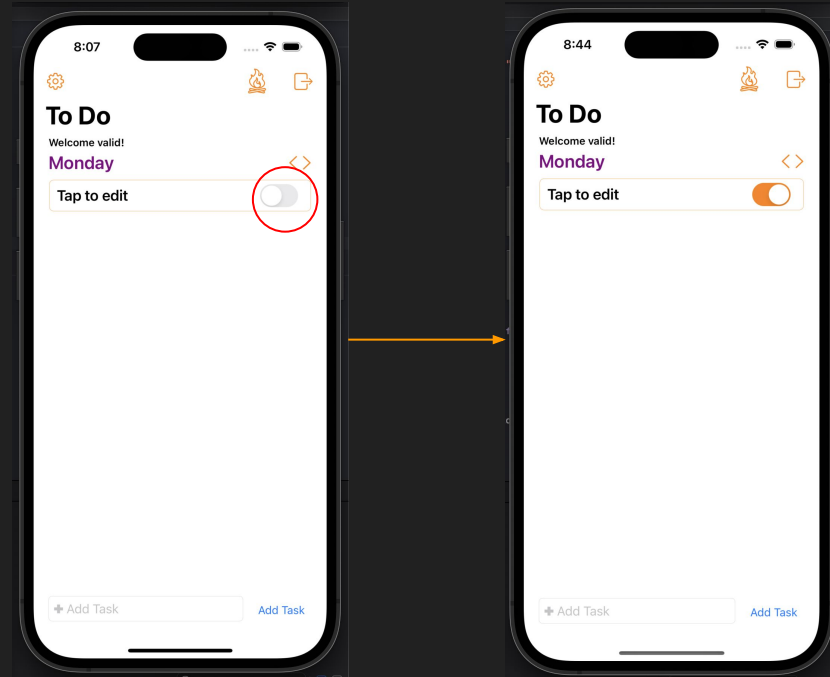 8:07
To Do
Welcome valid!
Monday
Tap to edit
Add Task
Add Task
8:44
To Do
Welcome valid!
Monday
Tap to edit
Add Task
Add Task